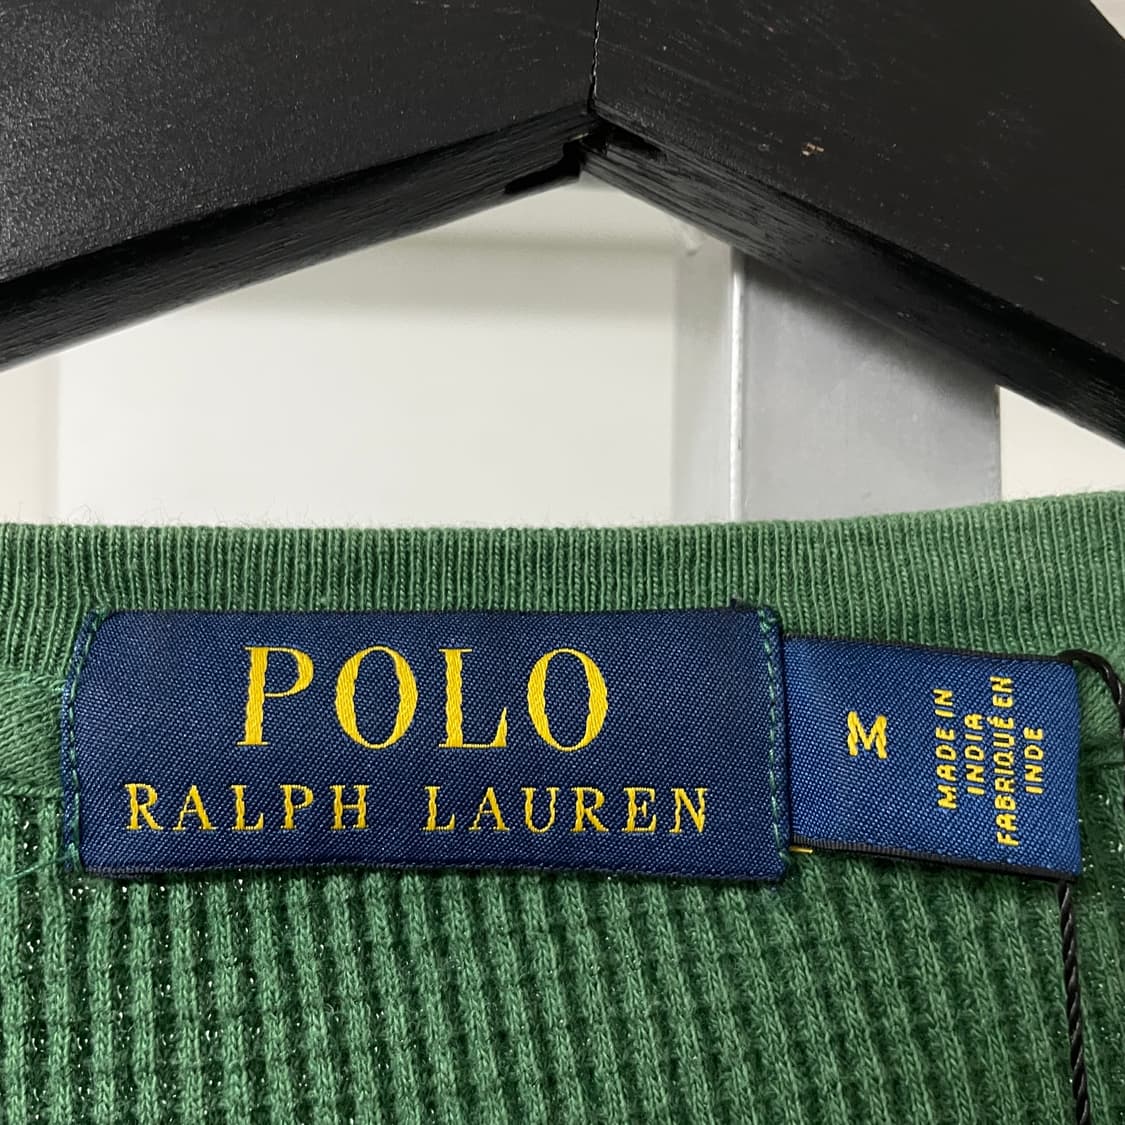 POLO
RALPH LAUREN
M
MADE IN
INDIA
FABRIQUÉ EN
INDE